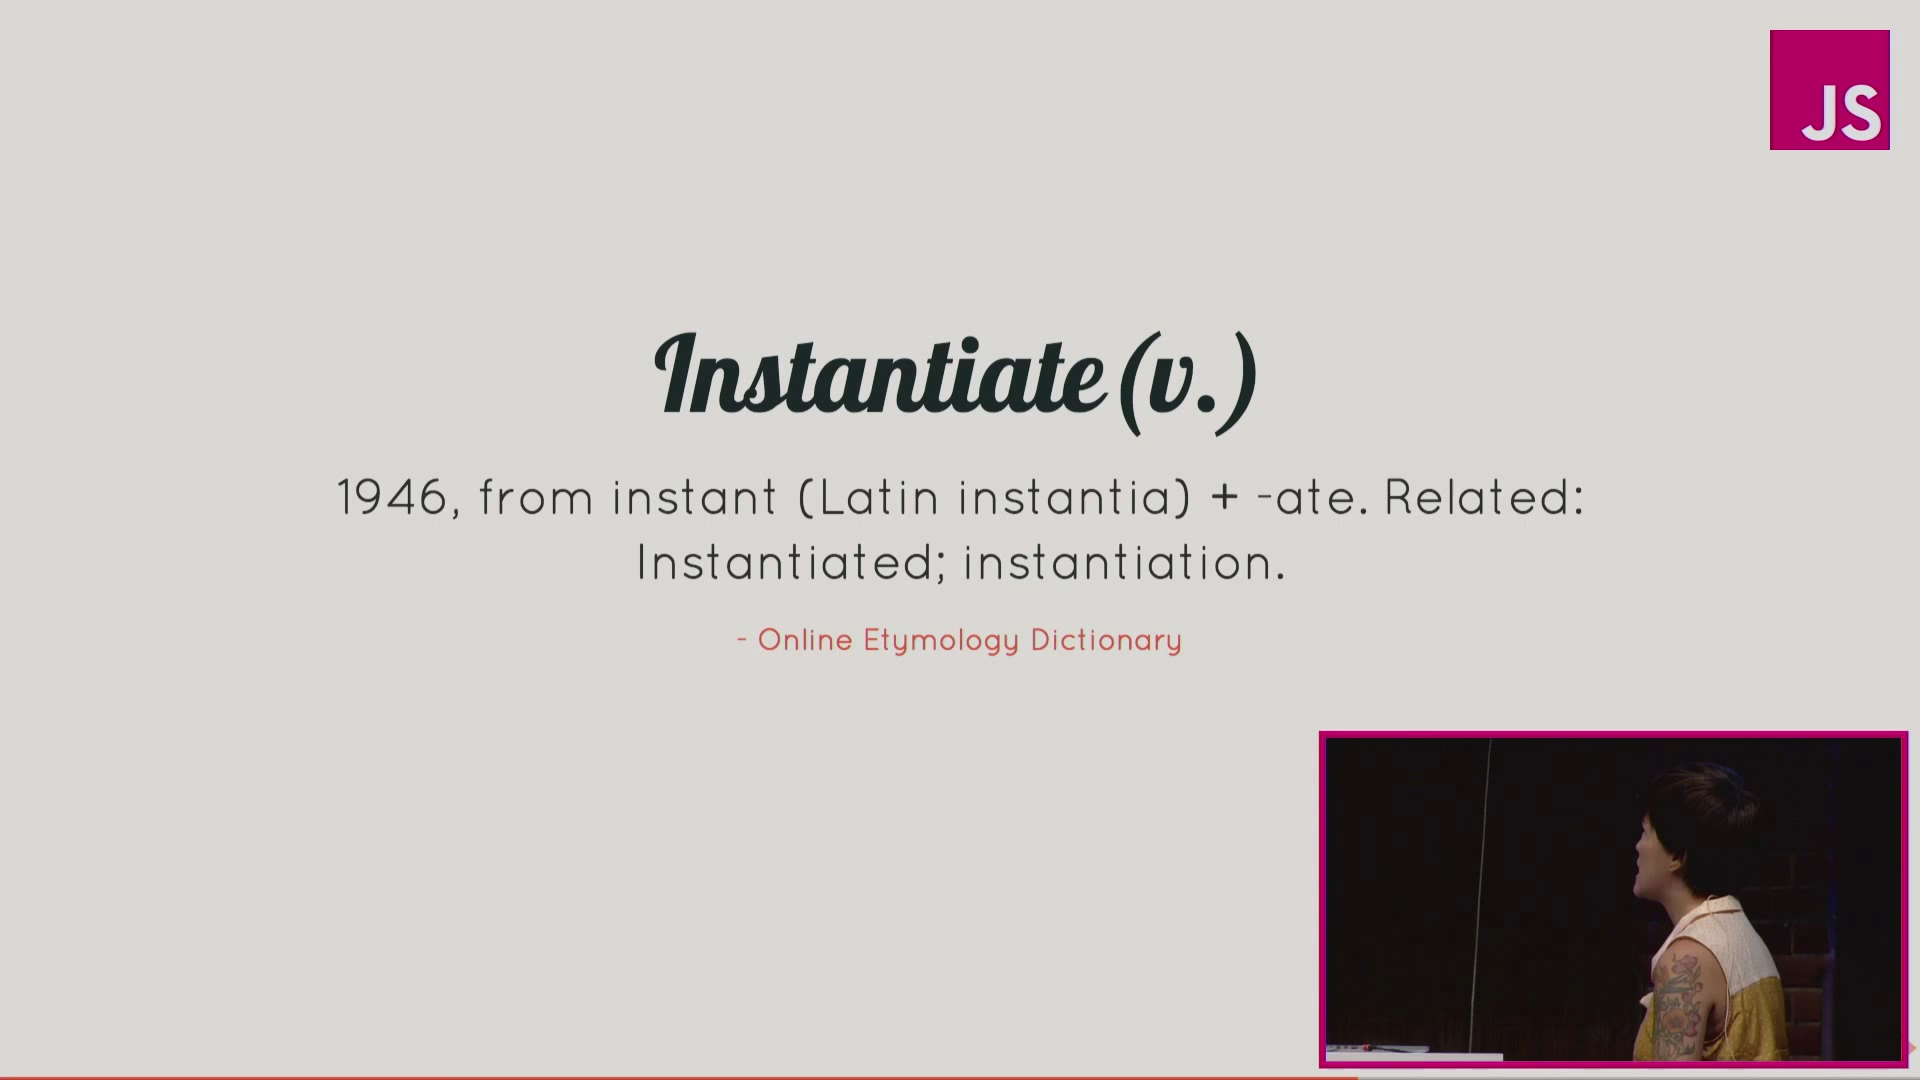 JS
Instantiate (v.)
1946, from instant (Latin instantia) + -ate. Related:
Instantiated; instantiation.
- Online Etymology Dictionary